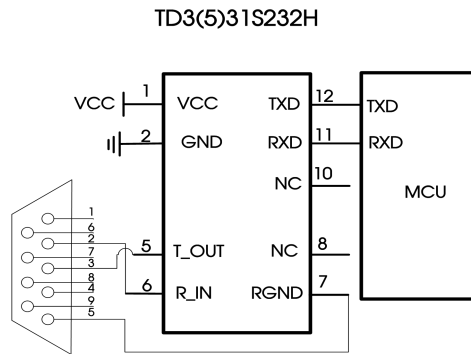 TD3(5)31S232H
VCC 1 VCC TXD 12 TXD
2 GND RXD 11 RXD
NC 10
MCU
5 T_OUT NC 8
6 R_IN RGND 7
1
6
2
7
3
8
4
9
5